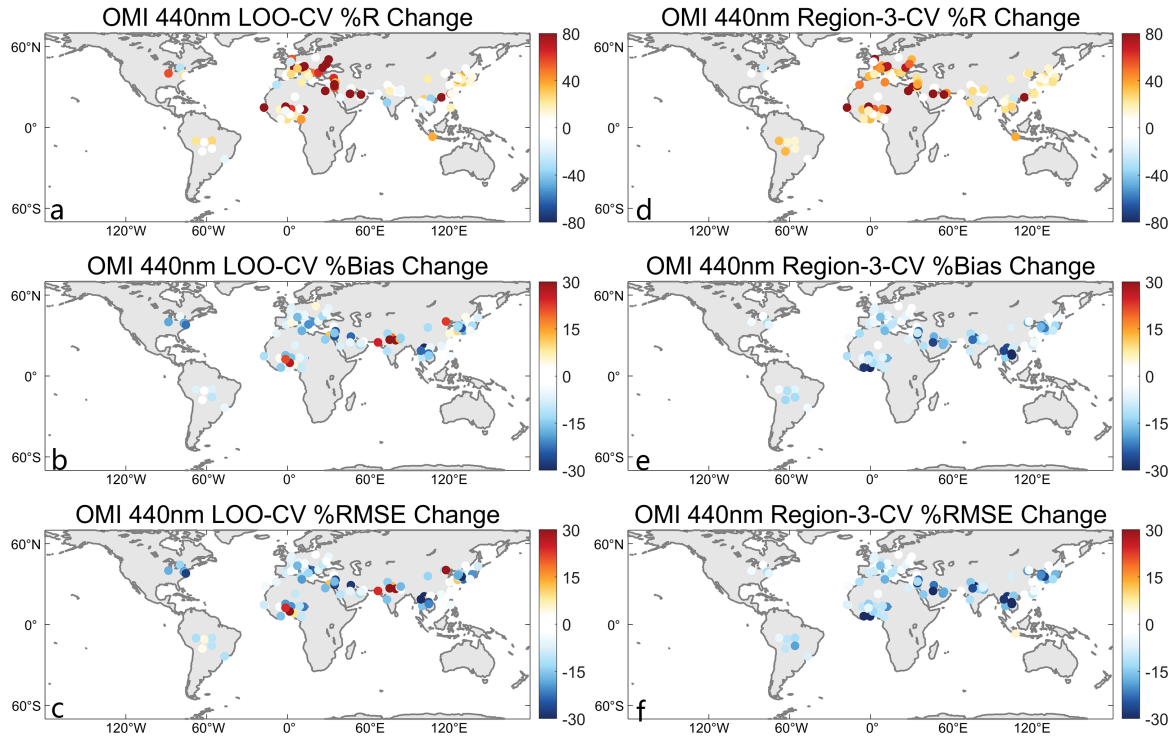 OMI 440nm LOO-CV %R Change
60°N
0°
60°S
120°W 60°W 0° 60°E 120°E
80
40
0
-40
-80
a
OMI 440nm Region-3-CV %R Change
60°N
0°
60°S
120°W 60°W 0° 60°E 120°E
80
40
0
-40
-80
d
OMI 440nm LOO-CV %Bias Change
60°N
0°
60°S
120°W 60°W 0° 60°E 120°E
30
15
0
-15
-30
b
OMI 440nm Region-3-CV %Bias Change
60°N
0°
60°S
120°W 60°W 0° 60°E 120°E
30
15
0
-15
-30
e
OMI 440nm LOO-CV %RMSE Change
60°N
0°
60°S
120°W 60°W 0° 60°E 120°E
30
15
0
-15
-30
c
OMI 440nm Region-3-CV %RMSE Change
60°N
0°
60°S
120°W 60°W 0° 60°E 120°E
30
15
0
-15
-30
f